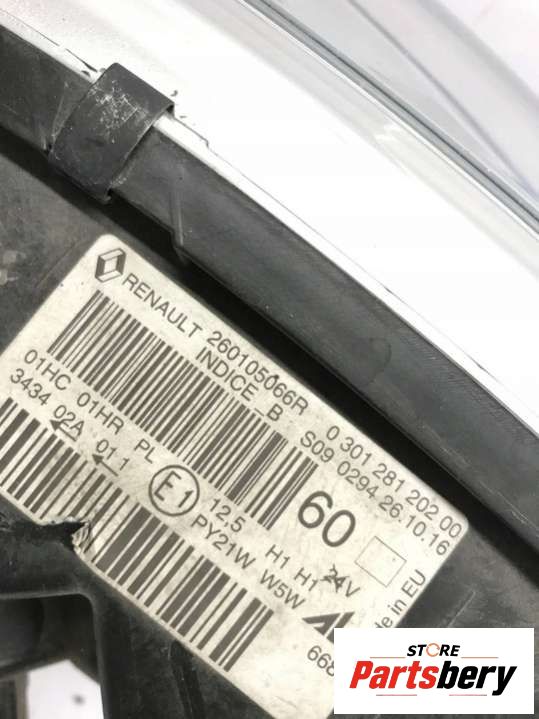 RENAULT 260105066R
INDICE_B
0 301 281 202 00
S09 0294 26.10.16
60
01HC 01HR PL
3434 02A 01 1
E1
12.5 H1 H1 24V
PY21W W5W
in EU
668
STORE
Partsbery